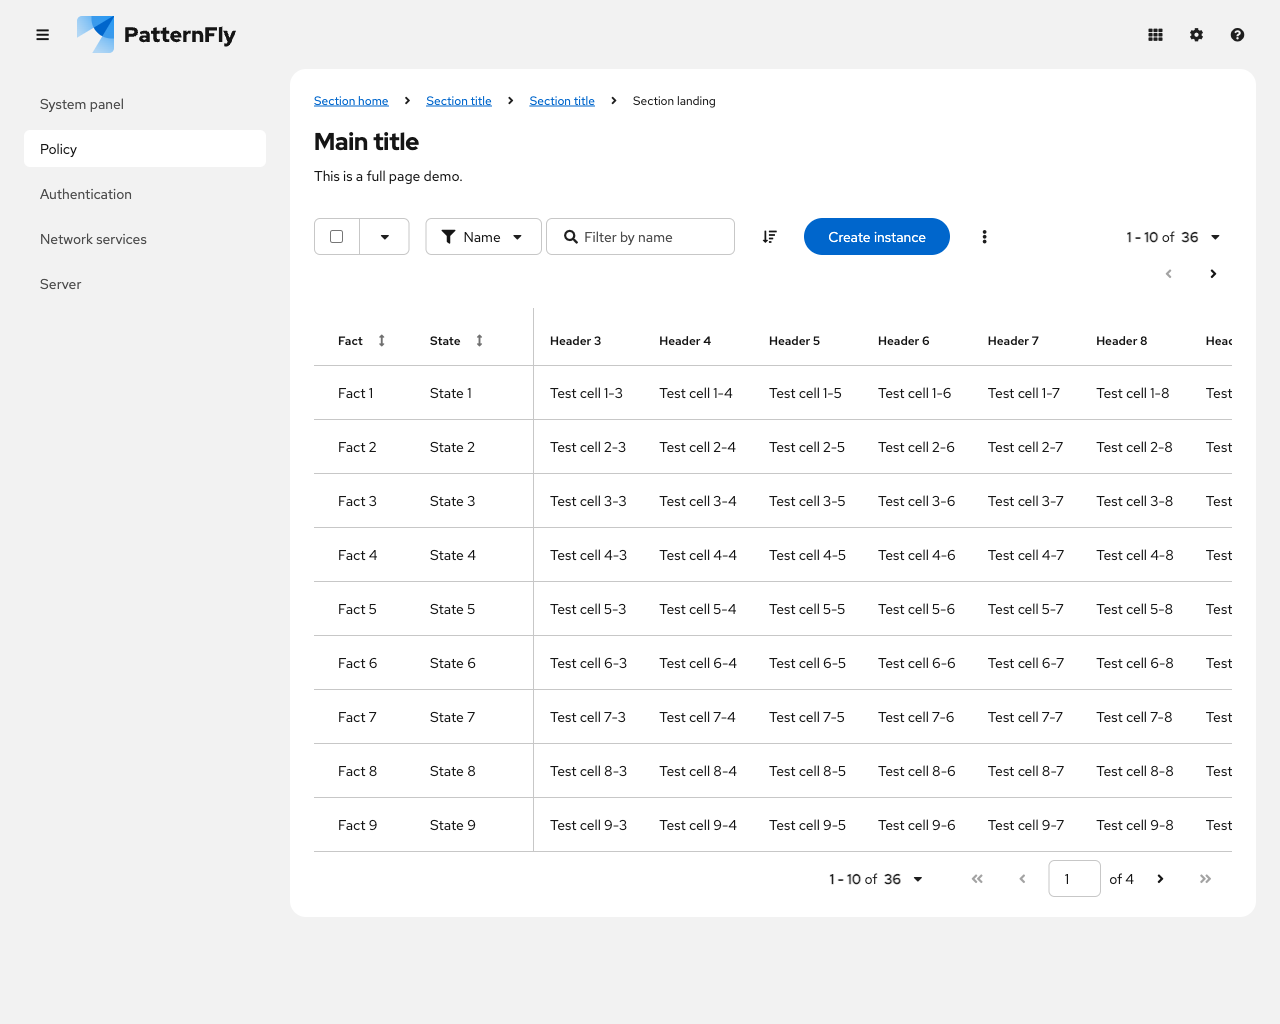 PatternFly
System panel
Policy
Authentication
Network services
Server
Section home Section title Section title Section landing
Main title
This is a full page demo.
Name Filter by name Create instance 1 - 10 of 36
Fact State Header 3 Header 4 Header 5 Header 6 Header 7 Header 8
Fact 1 State 1 Test cell 1-3 Test cell 1-4 Test cell 1-5 Test cell 1-6 Test cell 1-7 Test cell 1-8 Test
Fact 2 State 2 Test cell 2-3 Test cell 2-4 Test cell 2-5 Test cell 2-6 Test cell 2-7 Test cell 2-8 Test
Fact 3 State 3 Test cell 3-3 Test cell 3-4 Test cell 3-5 Test cell 3-6 Test cell 3-7 Test cell 3-8 Test
Fact 4 State 4 Test cell 4-3 Test cell 4-4 Test cell 4-5 Test cell 4-6 Test cell 4-7 Test cell 4-8 Test
Fact 5 State 5 Test cell 5-3 Test cell 5-4 Test cell 5-5 Test cell 5-6 Test cell 5-7 Test cell 5-8 Test
Fact 6 State 6 Test cell 6-3 Test cell 6-4 Test cell 6-5 Test cell 6-6 Test cell 6-7 Test cell 6-8 Test
Fact 7 State 7 Test cell 7-3 Test cell 7-4 Test cell 7-5 Test cell 7-6 Test cell 7-7 Test cell 7-8 Test
Fact 8 State 8 Test cell 8-3 Test cell 8-4 Test cell 8-5 Test cell 8-6 Test cell 8-7 Test cell 8-8 Test
Fact 9 State 9 Test cell 9-3 Test cell 9-4 Test cell 9-5 Test cell 9-6 Test cell 9-7 Test cell 9-8 Test
1 - 10 of 36 1 of 4